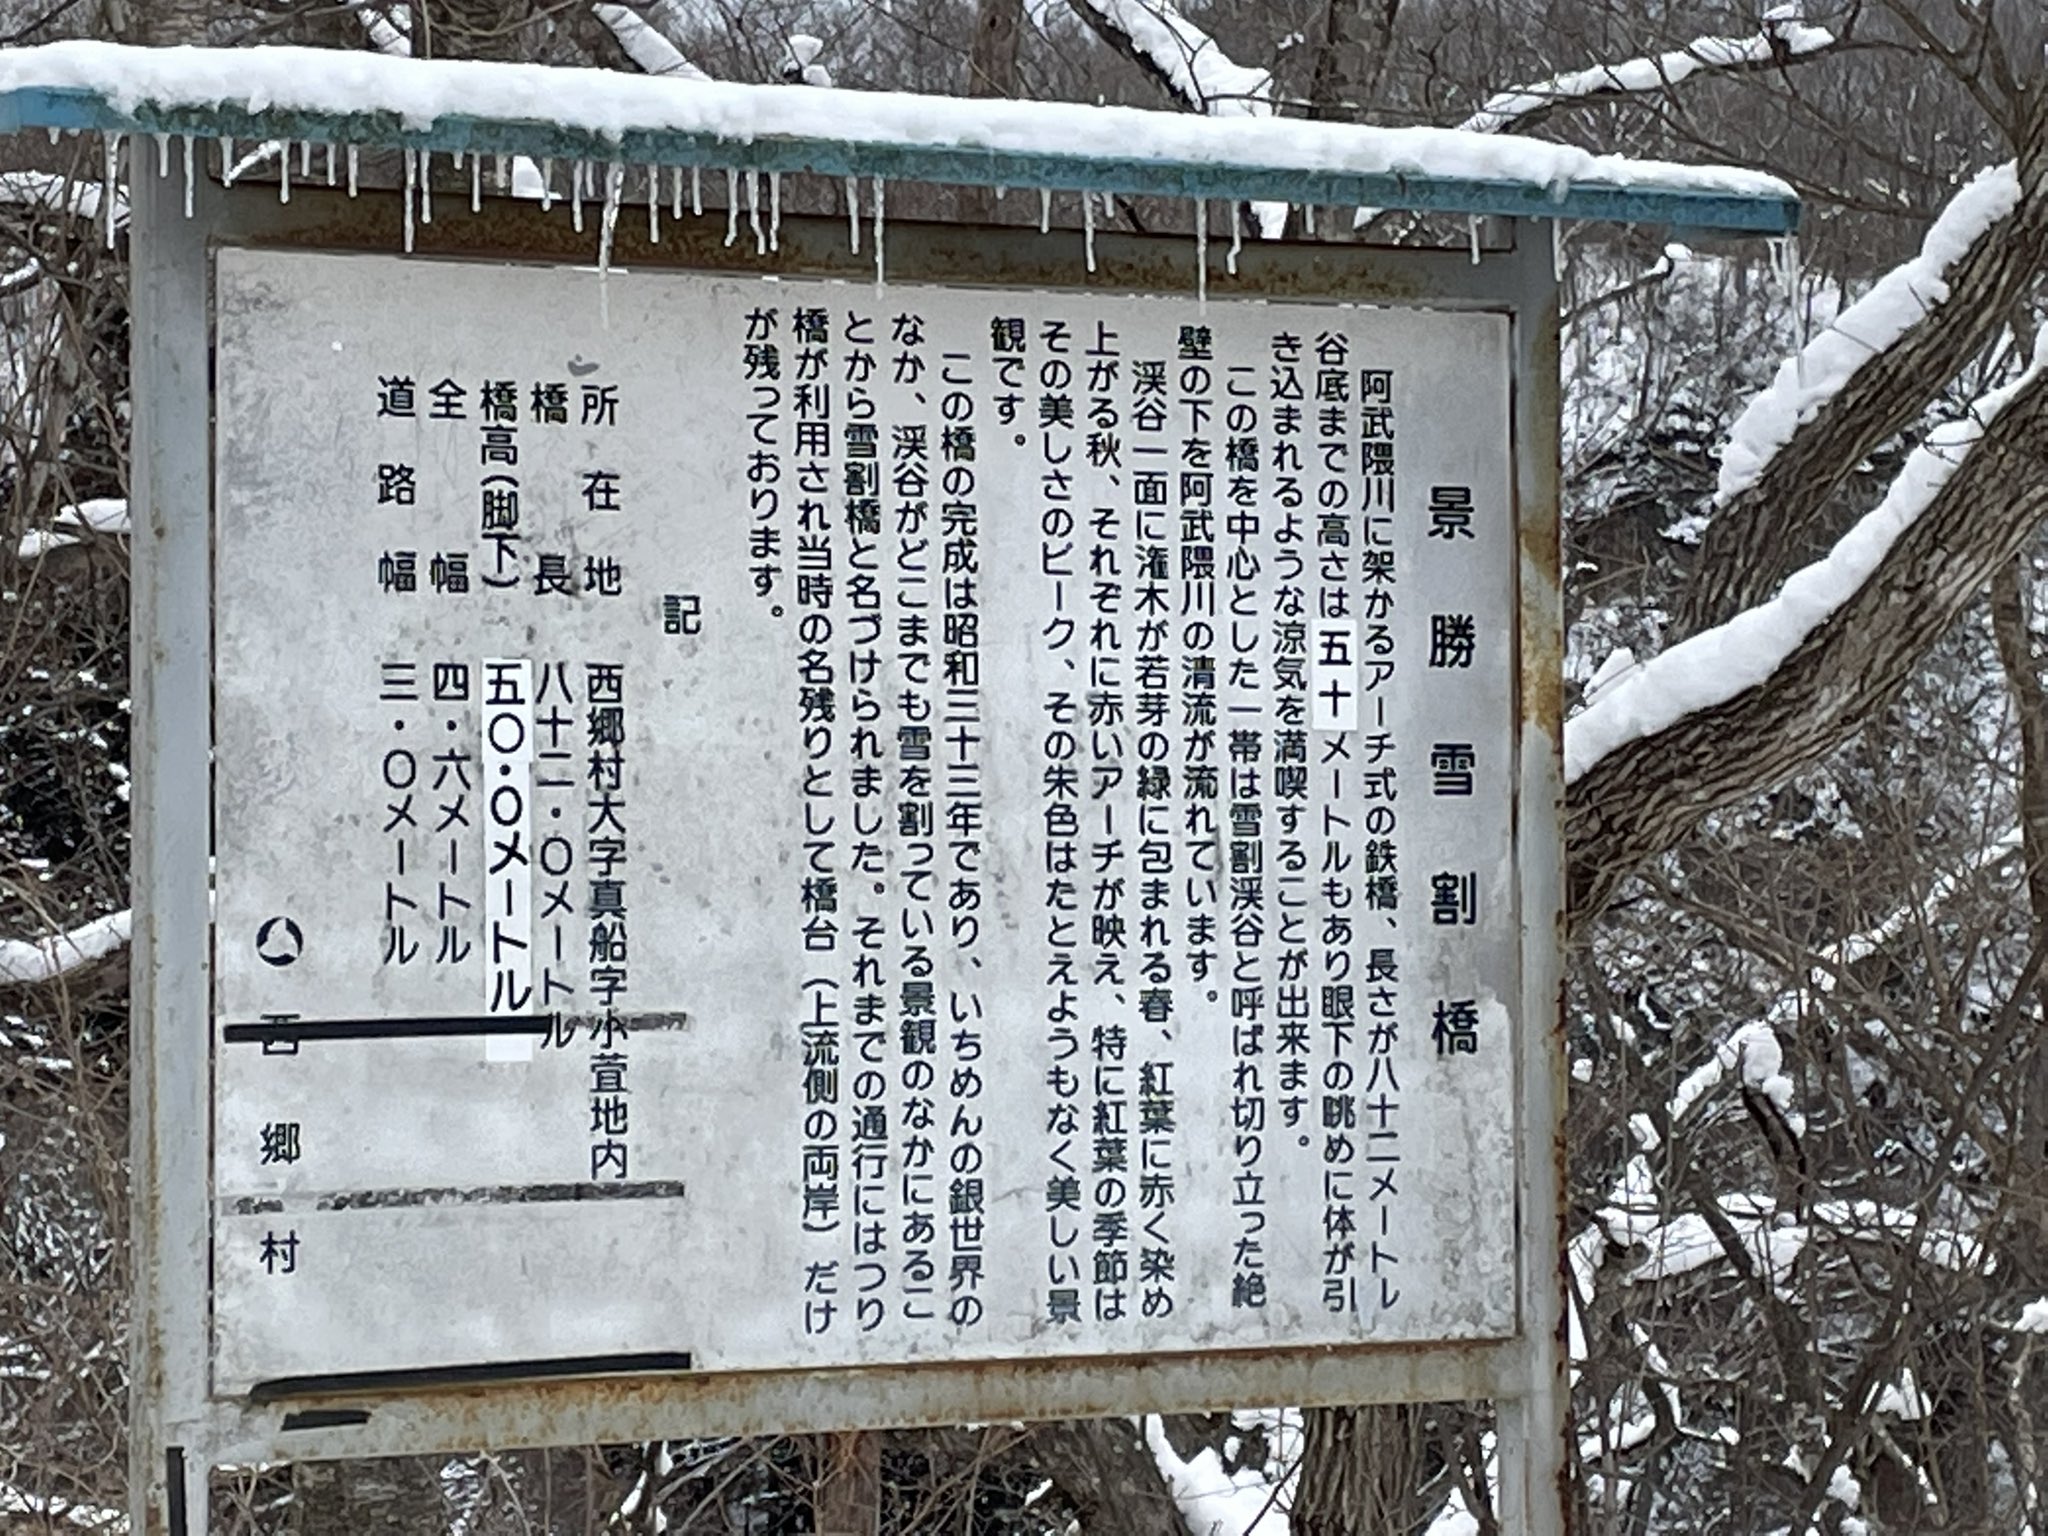 景勝雪割橋
阿武隈川に架かるアーチ式の鉄橋、長さが八十二メートル
谷底までの高さは五十メートルもあり眼下の眺めに体が引
き込まれるような涼気を満喫することが出来ます。
この橋を中心とした一帯は雪割渓谷と呼ばれ切り立った絶
壁の下を阿武隈川の清流が流れています。
渓谷一面に潅木が若芽の緑に包まれる春、紅葉に赤く染め
上がる秋、それぞれに赤いアーチが映え、特に紅葉の季節は
その美しさのピーク、その朱色はたとえようもなく美しい景
観です。
この橋の完成は昭和三十三年であり、いちめんの銀世界の
なか、渓谷がどこまでも雪を割っている景観のなかにあるこ
とから雪割橋と名づけられました。それまでの通行にはつり
橋が利用され当時の名残りとして橋台（上流側の両岸）だけ
が残っております。
記
所在地 西郷村大字真船字小萱地内
橋長 八十二・〇メートル
橋高(脚下) 五〇・〇メートル
全幅 四・六メートル
道路幅 三・〇メートル
西郷村